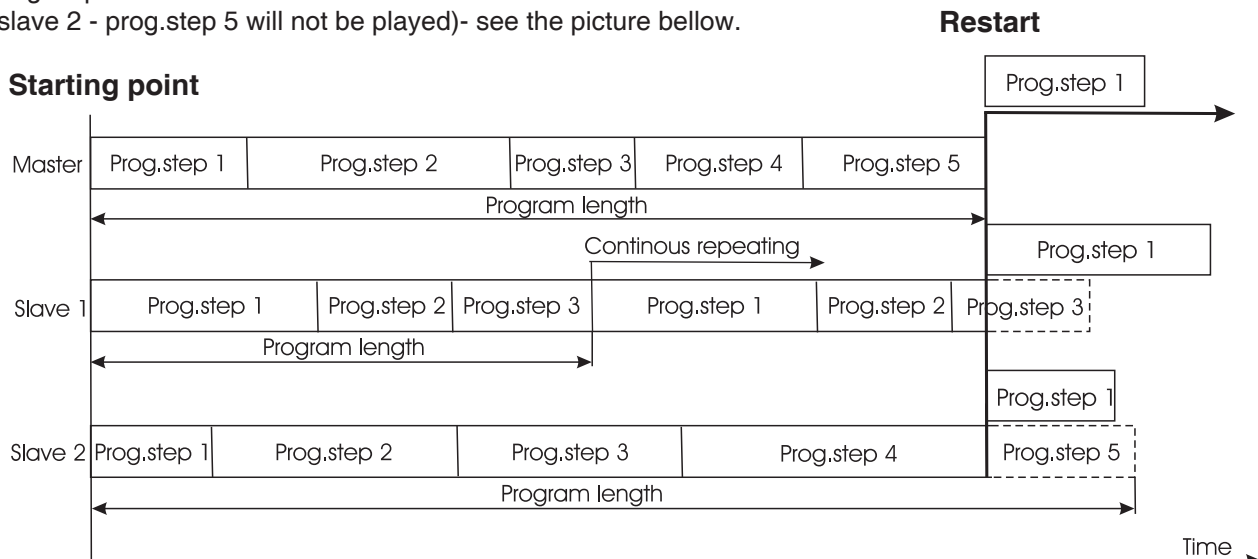 slave 2 - prog.step 5 will not be played)- see the picture bellow.
Restart
Starting point
Prog.step 1
Master Prog.step 1 Prog.step 2 Prog.step 3 Prog.step 4 Prog.step 5
Program length
Continous repeating
Prog.step 1
Slave 1 Prog.step 1 Prog.step 2 Prog.step 3 Prog.step 1 Prog.step 2 Prog.step 3
Program length
Prog.step 1
Slave 2 Prog.step 1 Prog.step 2 Prog.step 3 Prog.step 4 Prog.step 5
Program length
Time